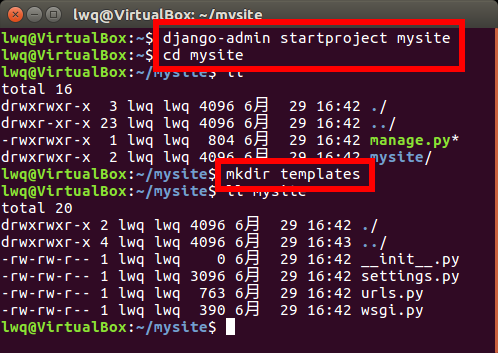 lwq@VirtualBox: ~/mysite
lwq@VirtualBox:~$ django-admin startproject mysite
lwq@VirtualBox:~$ cd mysite
lwq@VirtualBox:~/mysite$ ll
total 16
drwxrwxr-x  3 lwq lwq 4096 6月  29 16:42 ./
drwxr-xr-x 23 lwq lwq 4096 6月  29 16:42 ../
-rwxrwxr-x  1 lwq lwq  804 6月  29 16:42 manage.py*
drwxrwxr-x  2 lwq lwq 4096 6月  29 16:42 mysite/
lwq@VirtualBox:~/mysite$ mkdir templates
lwq@VirtualBox:~/mysite$ ll mysite
total 20
drwxrwxr-x 2 lwq lwq 4096 6月  29 16:42 ./
drwxrwxr-x 4 lwq lwq 4096 6月  29 16:43 ../
-rw-rw-r-- 1 lwq lwq    0 6月  29 16:42 __init__.py
-rw-rw-r-- 1 lwq lwq 3096 6月  29 16:42 settings.py
-rw-rw-r-- 1 lwq lwq  763 6月  29 16:42 urls.py
-rw-rw-r-- 1 lwq lwq  390 6月  29 16:42 wsgi.py
lwq@VirtualBox:~/mysite$